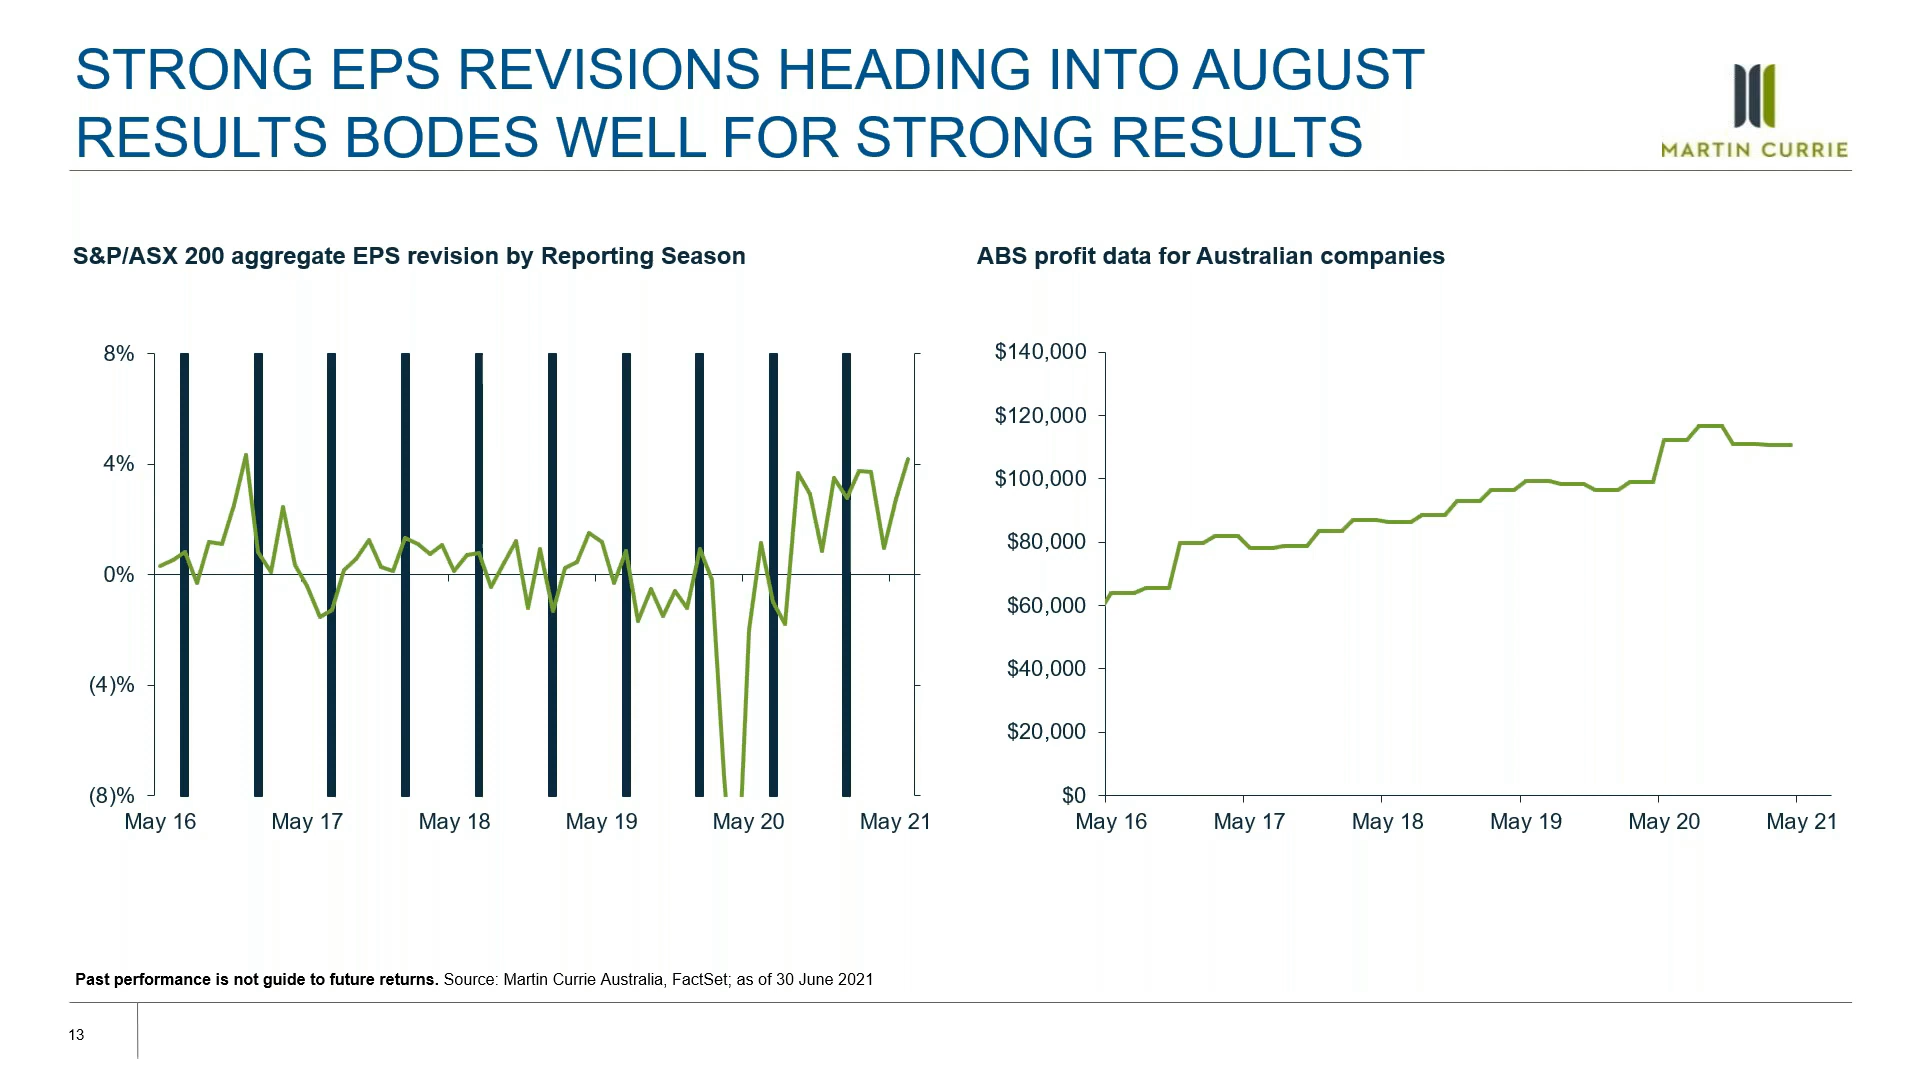 STRONG EPS REVISIONS HEADING INTO AUGUST
RESULTS BODES WELL FOR STRONG RESULTS
MARTIN CURRIE
S&P/ASX 200 aggregate EPS revision by Reporting Season
8%
4%
0%
(4)%
(8)%
May 16
May 17
May 18
May 19
May 20
May 21
ABS profit data for Australian companies
$140,000
$120,000
$100,000
$80,000
$60,000
$40,000
$20,000
$0
May 16
May 17
May 18
May 19
May 20
May 21
Past performance is not guide to future returns. Source: Martin Currie Australia, FactSet; as of 30 June 2021
13